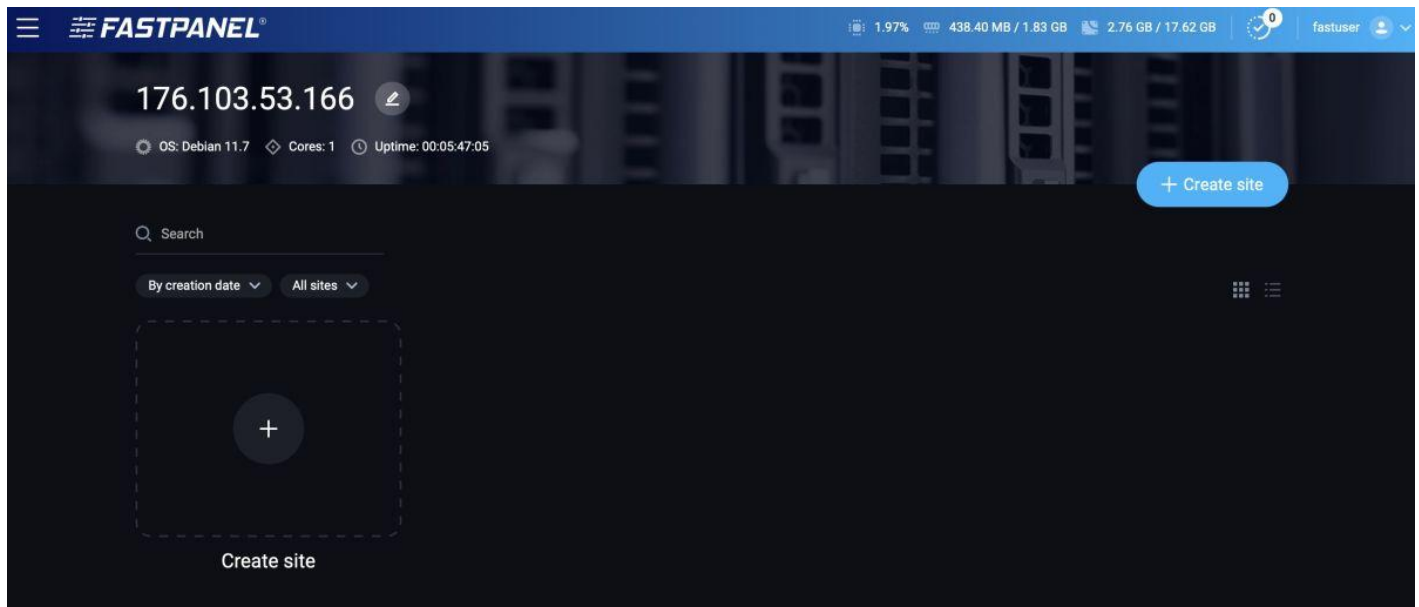 FASTPANEL® 1.97% 438.40 MB / 1.83 GB 2.76 GB / 17.62 GB 0 fastuser
176.103.53.166
OS: Debian 11.7 Cores: 1 Uptime: 00:05:47:05
+ Create site
Search
By creation date All sites
+
Create site